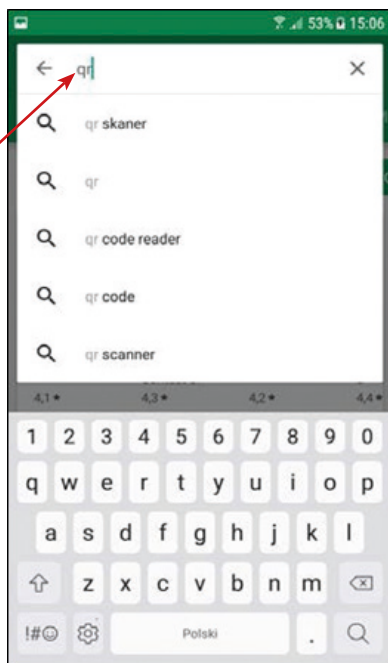 53% 15:06
qr
qr skaner
qr
qr code reader
qr code
qr scanner
4,1★ 4,3★ 4,2★ 4,4★
1 2 3 4 5 6 7 8 9 0
q w e r t y u i o p
a s d f g h j k l
z x c v b n m
!#☺ Polski .